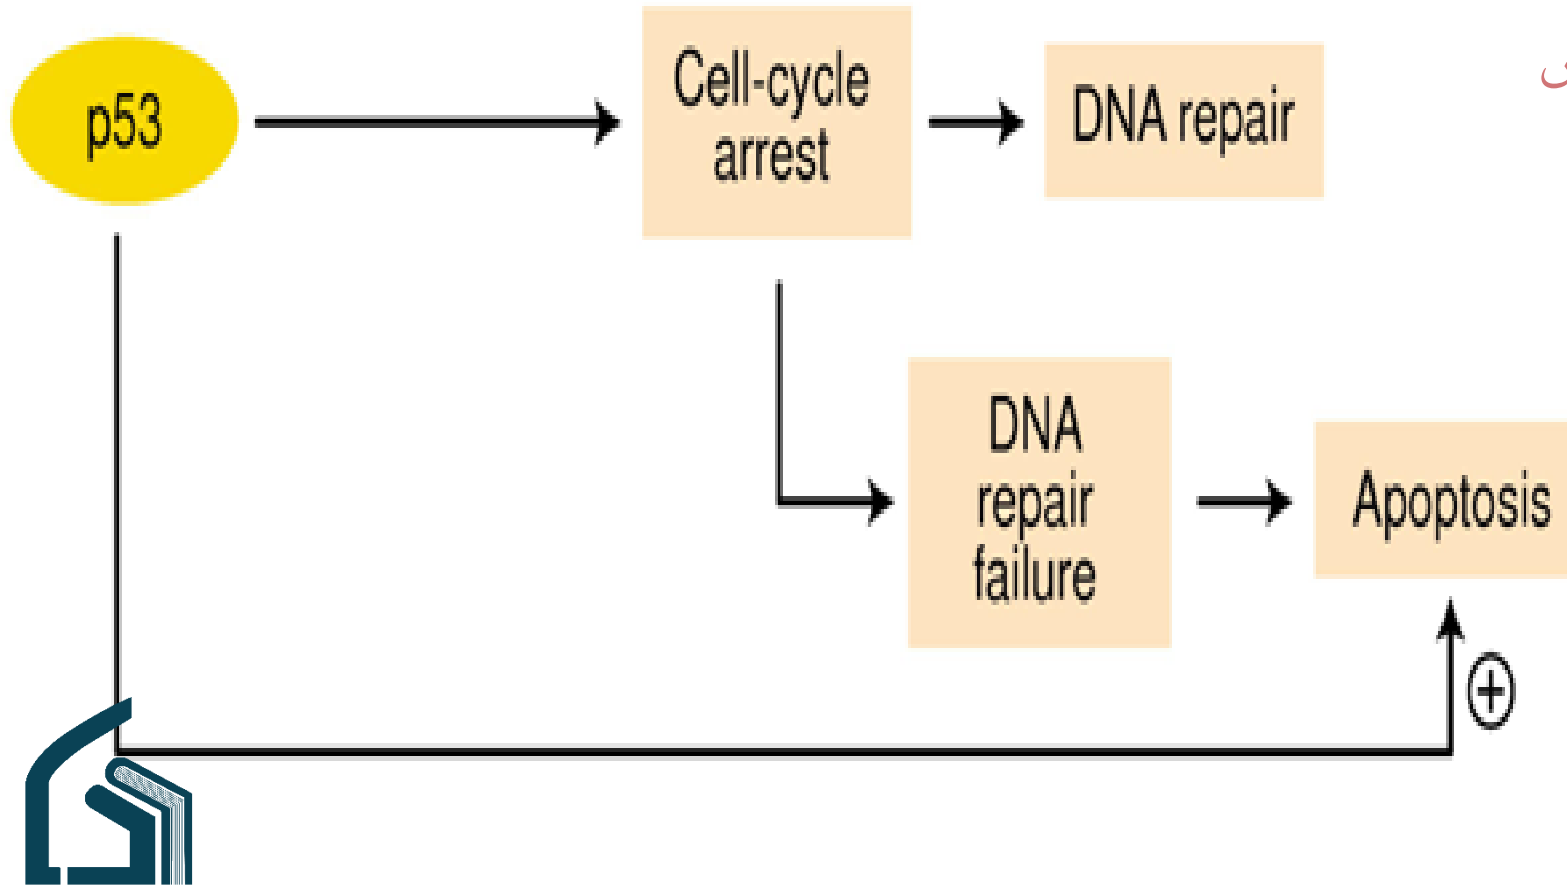 p53
Cell-cycle
arrest
DNA repair
DNA
repair
failure
Apoptosis
+